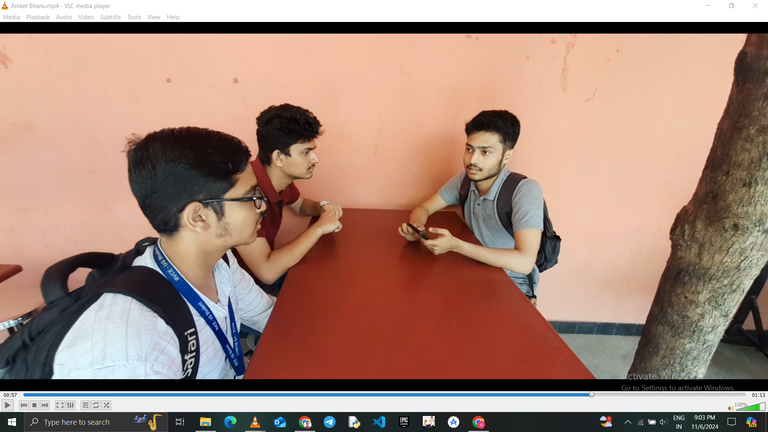 Aniket Bhanu.mp4 - VLC media player
Media Playback Audio Video Subtitle Tools View Help
Safari
Activate Windows
Go to Settings to activate Windows.
00:57
01:13
100%
Type here to search
ENG
IN
9:03 PM
11/6/2024